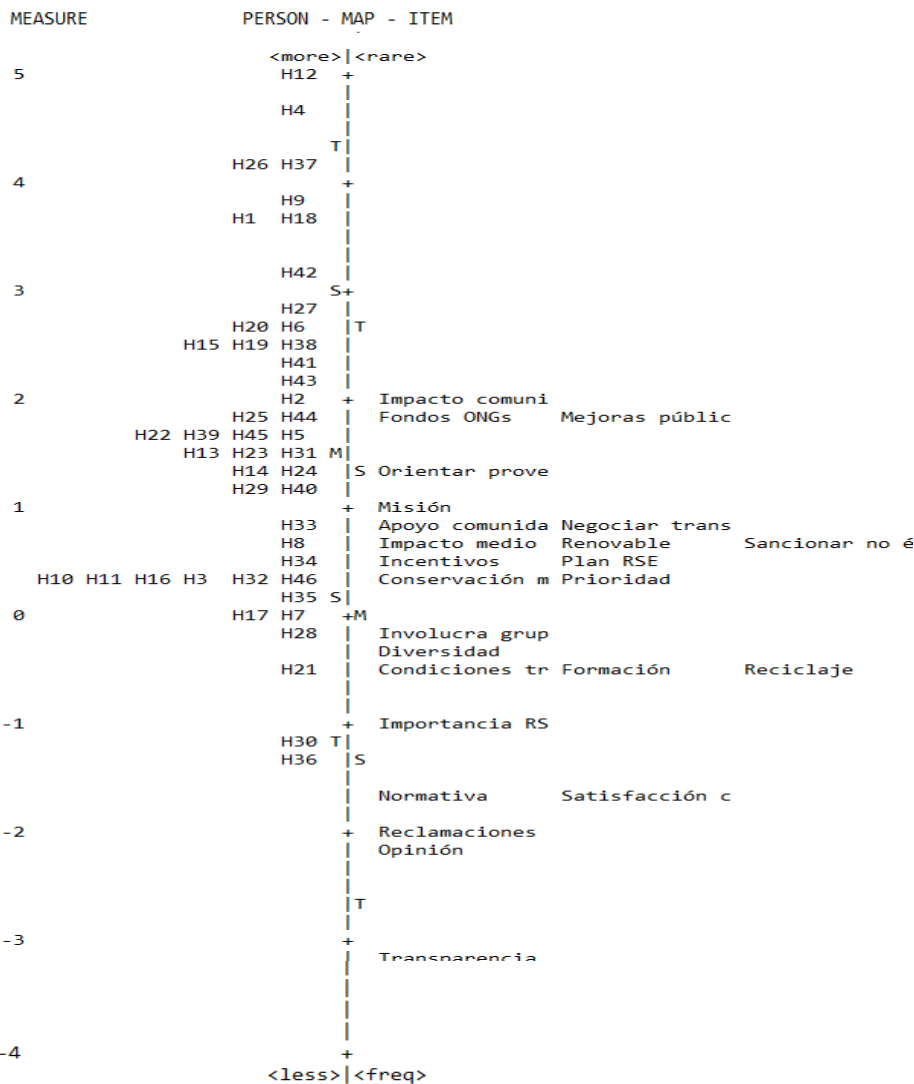 MEASURE PERSON - MAP - ITEM
<more>|<rare>
5 H12 +
|
H4 |
|
T|
H26 H37 |
4 +
H9 |
H1 H18 |
|
|
H42 |
3 S+
H27 |
H20 H6 |T
H15 H19 H38 |
H41 |
H43 |
2 H2 + Impacto comuni
H25 H44 | Fondos ONGs Mejoras públic
H22 H39 H45 H5 |
H13 H23 H31 M|
H14 H24 |S Orientar prove
H29 H40 |
1 + Misión
H33 | Apoyo comunida Negociar trans
H8 | Impacto medio Renovable Sancionar no é
H34 | Incentivos Plan RSE
H10 H11 H16 H3 H32 H46 | Conservación m Prioridad
H35 S|
0 H17 H7 +M
H28 | Involucra grup
| Diversidad
H21 | Condiciones tr Formación Reciclaje
|
|
-1 + Importancia RS
H30 T|
H36 |S
|
| Normativa Satisfacción c
|
-2 + Reclamaciones
| Opinión
|
|
|T
|
-3 +
| Transparencia
|
|
|
|
-4 +
<less>|<freq>